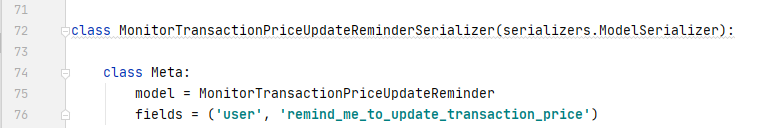 71
72 class MonitorTransactionPriceUpdateReminderSerializer(serializers.ModelSerializer):
73
74     class Meta:
75         model = MonitorTransactionPriceUpdateReminder
76         fields = ('user', 'remind_me_to_update_transaction_price')